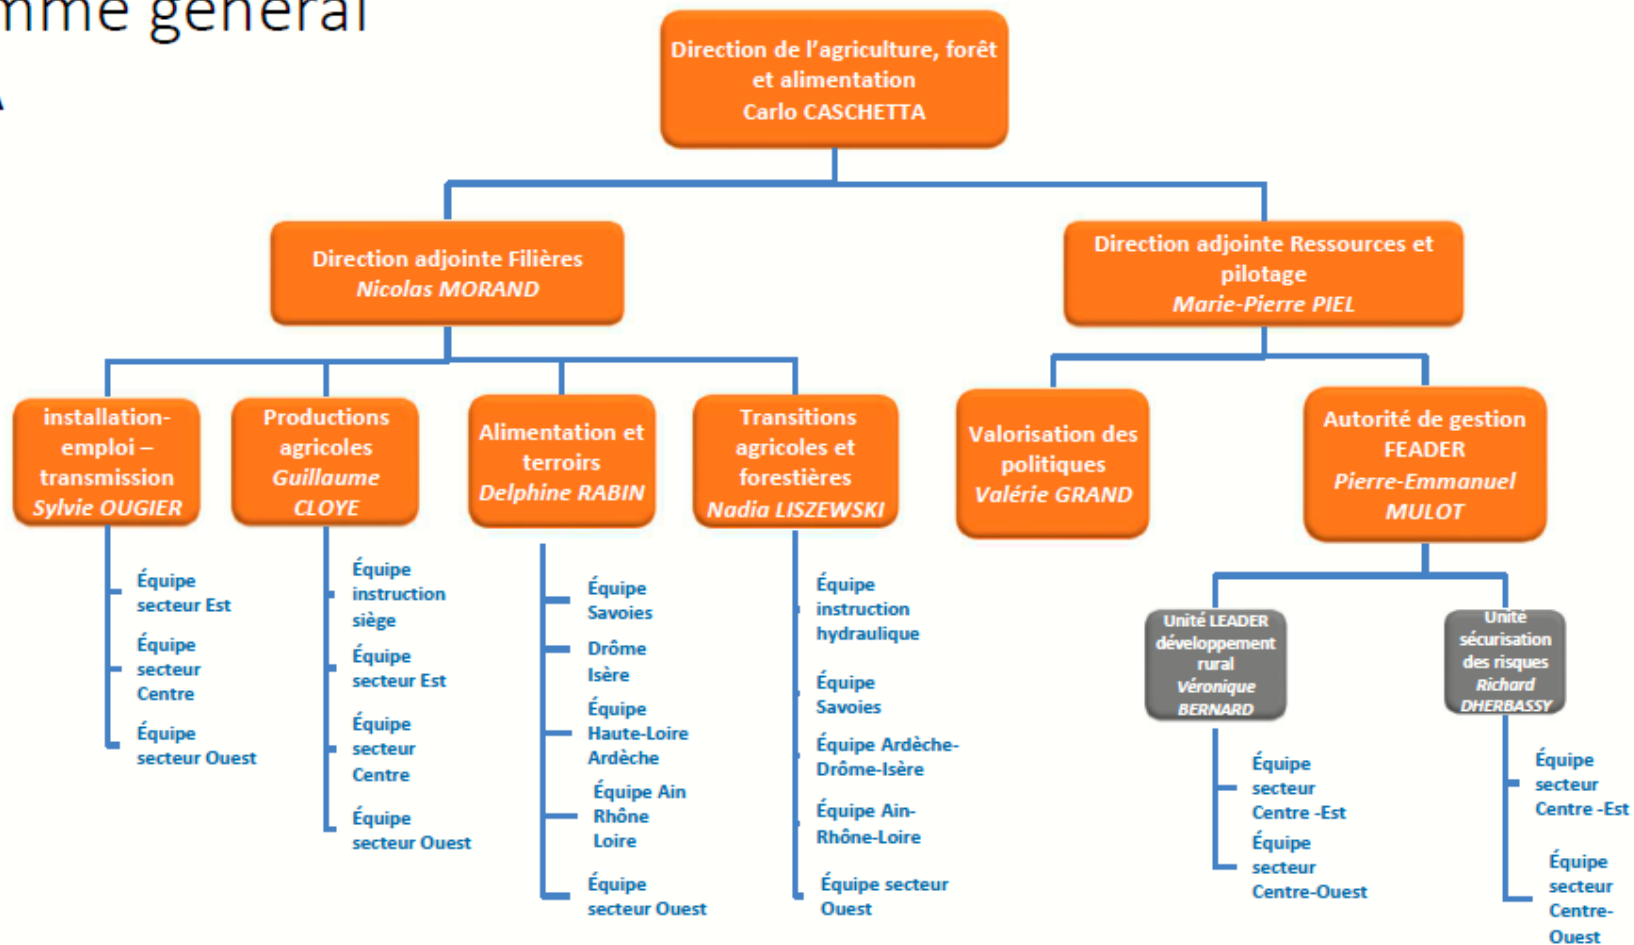 général
Direction de l'agriculture, forêt
et alimentation
Carlo CASCHETTA
Direction adjointe Filières
Nicolas MORAND
Direction adjointe Ressources et
pilotage
Marie-Pierre PIEL
installation-
emploi –
transmission
Sylvie OUGIER
Productions
agricoles
Guillaume
CLOYE
Alimentation et
terroirs
Delphine RABIN
Transitions
agricoles et
forestières
Nadia LISZEWSKI
Valorisation des
politiques
Valérie GRAND
Autorité de gestion
FEADER
Pierre-Emmanuel
MULOT
Équipe
secteur Est
Équipe
secteur
Centre
Équipe
secteur Ouest
Équipe
instruction
siège
Équipe
secteur Est
Équipe
secteur
Centre
Équipe
secteur Ouest
Équipe
Savoies
Drôme
Isère
Équipe
Haute-Loire
Ardèche
Équipe Ain
Rhône
Loire
Équipe
secteur Ouest
Équipe
instruction
hydraulique
Équipe
Savoies
Équipe Ardèche-
Drôme-Isère
Équipe Ain-
Rhône-Loire
Équipe secteur
Ouest
Unité LEADER
développement
rural
Véronique
BERNARD
Unité
sécurisation
des risques
Richard
DHERBASSY
Équipe
secteur
Centre -Est
Équipe
secteur
Centre-Ouest
Équipe
secteur
Centre -Est
Équipe
secteur
Centre-
Ouest